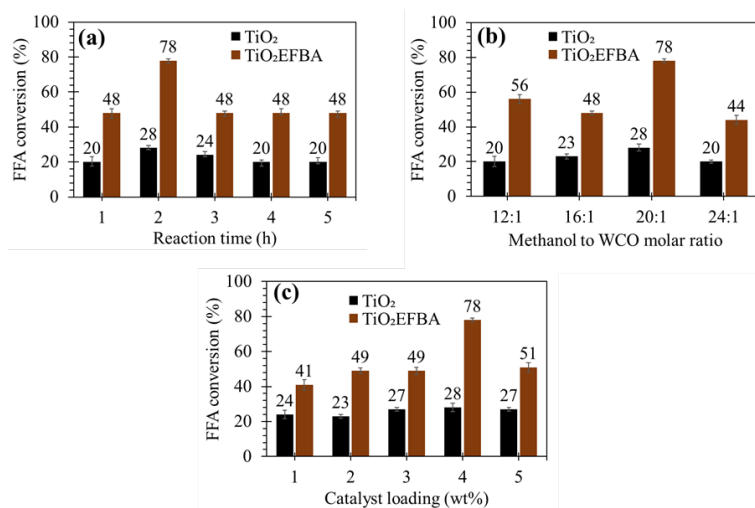 (a)
TiO₂
TiO₂EFBA
FFA conversion (%)
100
80
60
40
20
0
20 48 28 78 24 48 20 48 20 48
1 2 3 4 5
Reaction time (h)
(b)
TiO₂
TiO₂EFBA
FFA conversion (%)
100
80
60
40
20
0
20 56 23 48 28 78 20 44
12:1 16:1 20:1 24:1
Methanol to WCO molar ratio
(c)
TiO₂
TiO₂EFBA
FFA conversion (%)
100
80
60
40
20
0
24 41 23 49 27 49 28 78 27 51
1 2 3 4 5
Catalyst loading (wt%)